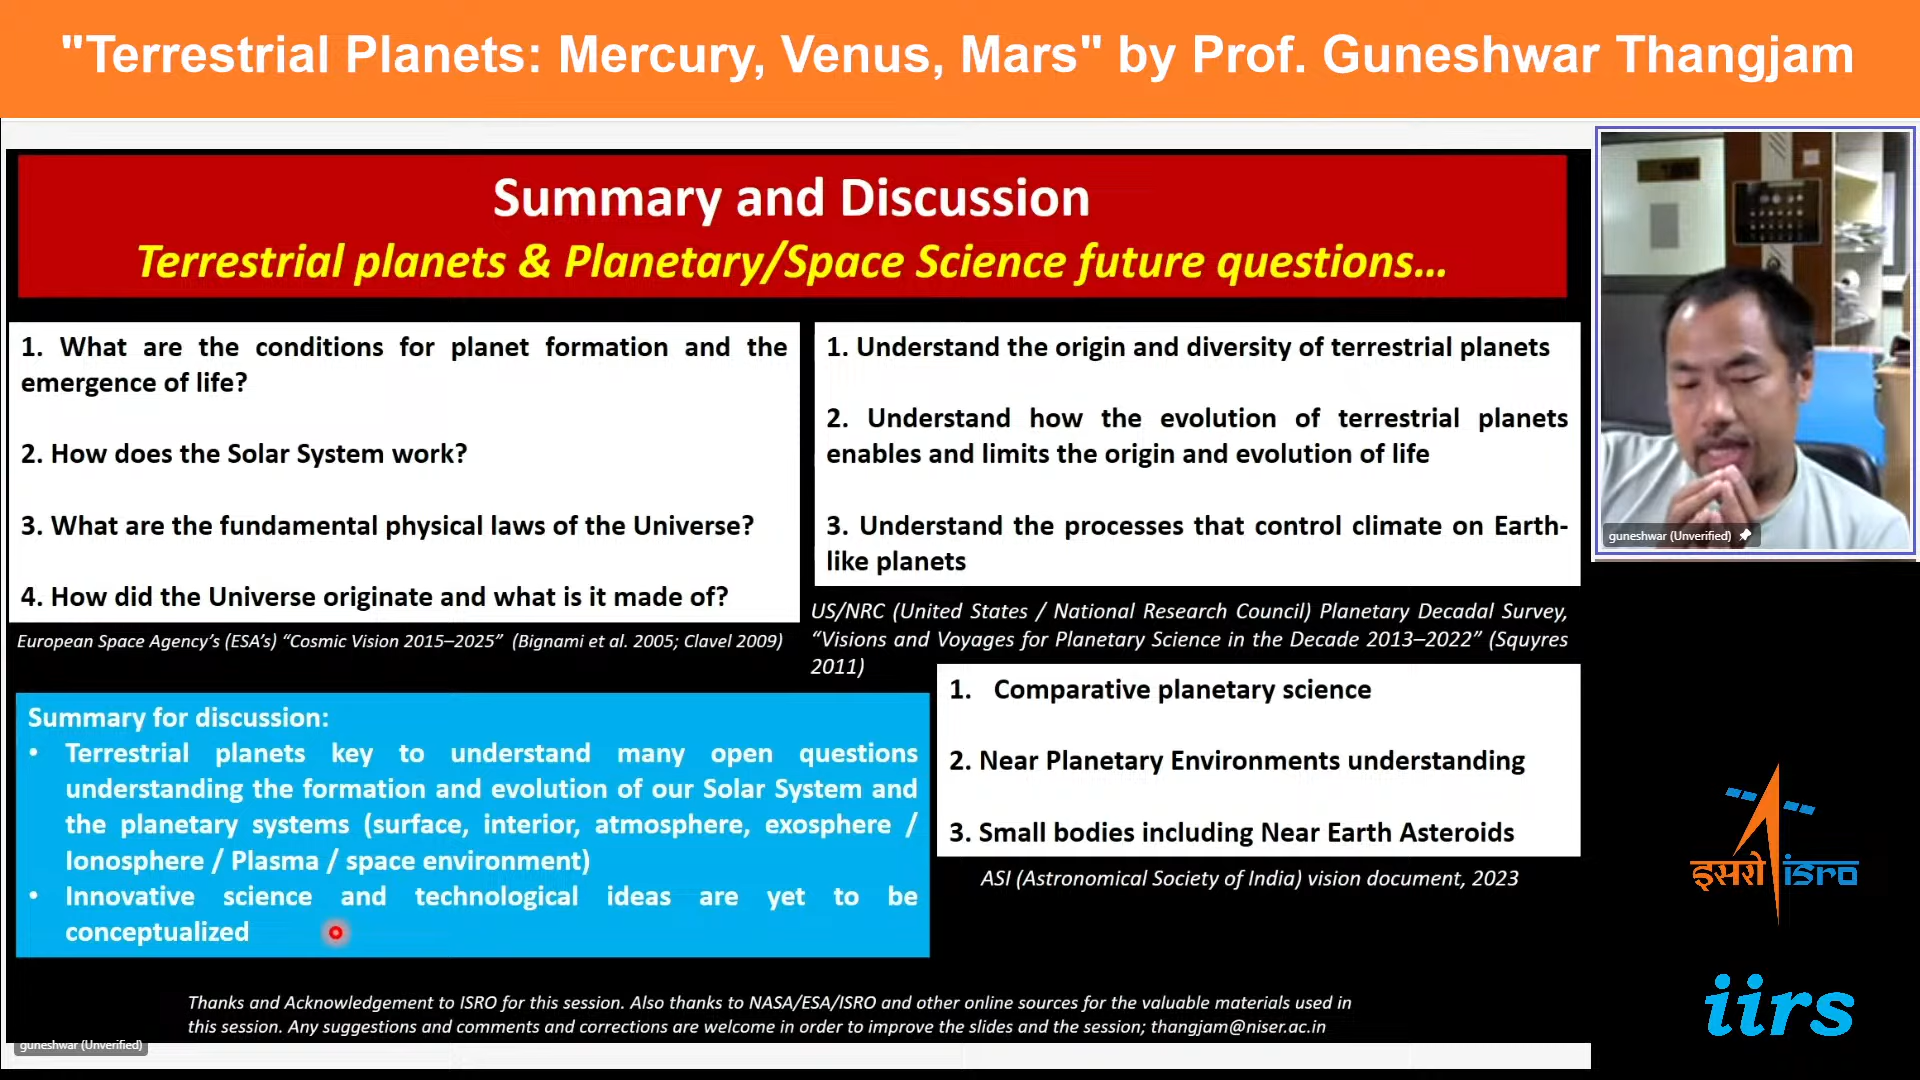 "Terrestrial Planets: Mercury, Venus, Mars" by Prof. Guneshwar Thangjam
Summary and Discussion
Terrestrial planets & Planetary/Space Science future questions...
1. What are the conditions for planet formation and the
emergence of life?
2. How does the Solar System work?
3. What are the fundamental physical laws of the Universe?
4. How did the Universe originate and what is it made of?
European Space Agency's (ESA's) "Cosmic Vision 2015–2025" (Bignami et al. 2005; Clavel 2009)
1. Understand the origin and diversity of terrestrial planets
2. Understand how the evolution of terrestrial planets
enables and limits the origin and evolution of life
3. Understand the processes that control climate on Earth-
like planets
US/NRC (United States / National Research Council) Planetary Decadal Survey,
"Visions and Voyages for Planetary Science in the Decade 2013–2022" (Squyres
2011)
Summary for discussion:
• Terrestrial planets key to understand many open questions
understanding the formation and evolution of our Solar System and
the planetary systems (surface, interior, atmosphere, exosphere /
Ionosphere / Plasma / space environment)
• Innovative science and technological ideas are yet to be
conceptualized
1. Comparative planetary science
2. Near Planetary Environments understanding
3. Small bodies including Near Earth Asteroids
ASI (Astronomical Society of India) vision document, 2023
Thanks and Acknowledgement to ISRO for this session. Also thanks to NASA/ESA/ISRO and other online sources for the valuable materials used in
this session. Any suggestions and comments and corrections are welcome in order to improve the slides and the session; thangjam@niser.ac.in
guneshwar (Unverified)
guneshwar (Unverified)
इसरो isro
iirs